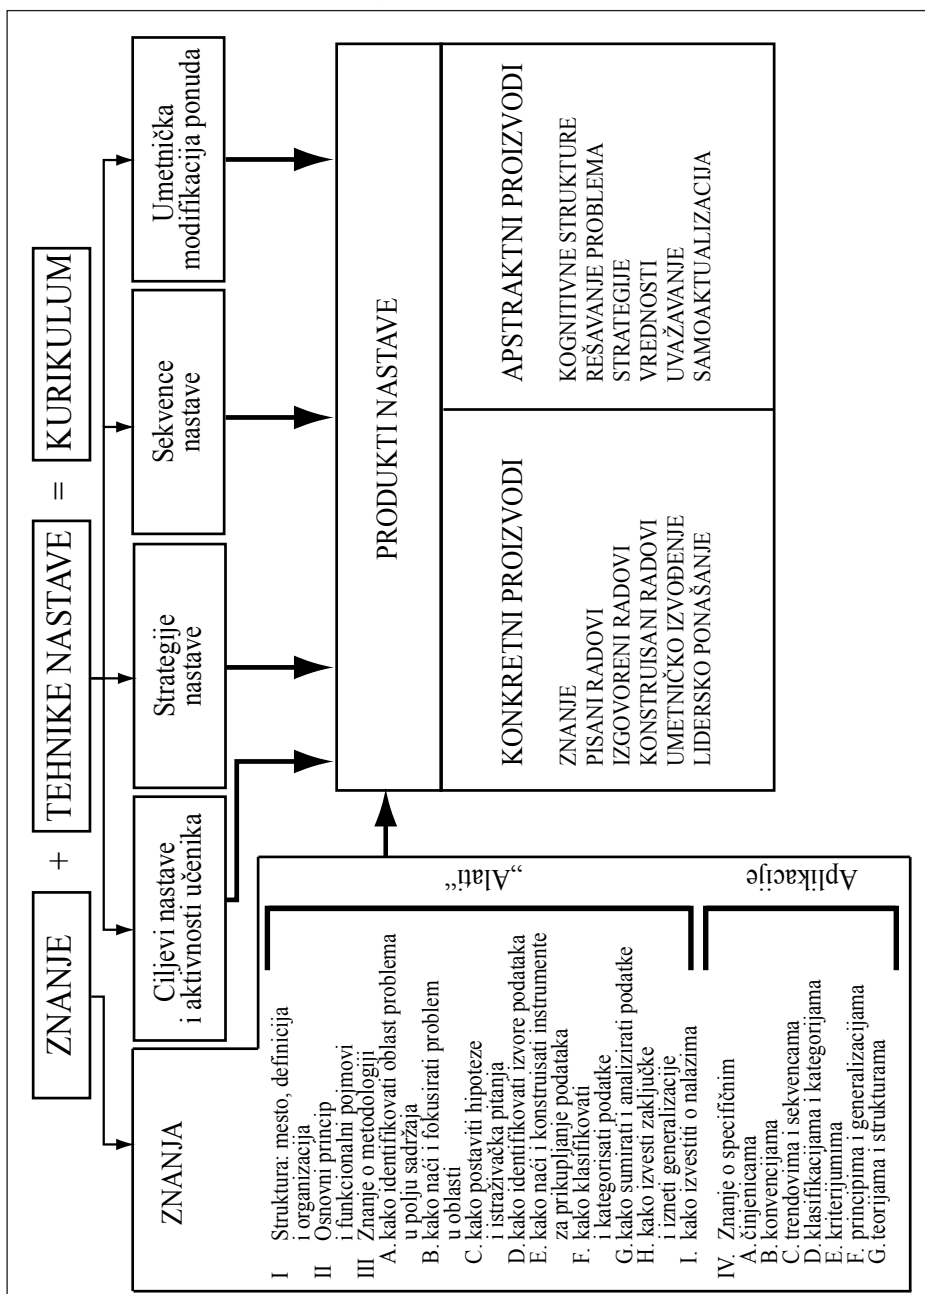 ZNANJE + TEHNIKE NASTAVE = KURIKULUM
Ciljevi nastave
i aktivnosti učenika
Strategije
nastave
Sekvence
nastave
Umetnička
modifikacija ponuda
ZNANJA
I Struktura: mesto, definicija
i organizacija
II Osnovni princip
i funkcionalni pojmovi
III Znanje o metodologiji
A. kako identifikovati oblast problema
u polju sadržaja
B. kako naći i fokusirati problem
u oblasti
C. kako postaviti hipoteze
i istraživačka pitanja
D. kako identifikovati izvore podataka
E. kako naći i konstruisati instrumente
za prikupljanje podataka
F. kako klasifikovati
i kategorisati podatke
G. kako sumirati i analizirati podatke
H. kako izvesti zaključke
i izneti generalizacije
I. kako izvestiti o nalazima
IV. Znanje o specifičnim
A. činjenicama
B. konvencijama
C. trendovima i sekvencama
D. klasifikacijama i kategorijama
E. kriterijumima
F. principima i generalizacijama
G. teorijama i strukturama
„Alati“
Aplikacije
PRODUKTI NASTAVE
KONKRETNI PROIZVODI
ZNANJE
PISANI RADOVI
IZGOVORENI RADOVI
KONSTRUISANI RADOVI
UMETNIČKO IZVOĐENJE
LIDERSKO PONAŠANJE
APSTRAKTNI PROIZVODI
KOGNITIVNE STRUKTURE
REŠAVANJE PROBLEMA
STRATEGIJE
VREDNOSTI
UVAŽAVANJE
SAMOAKTUALIZACIJA